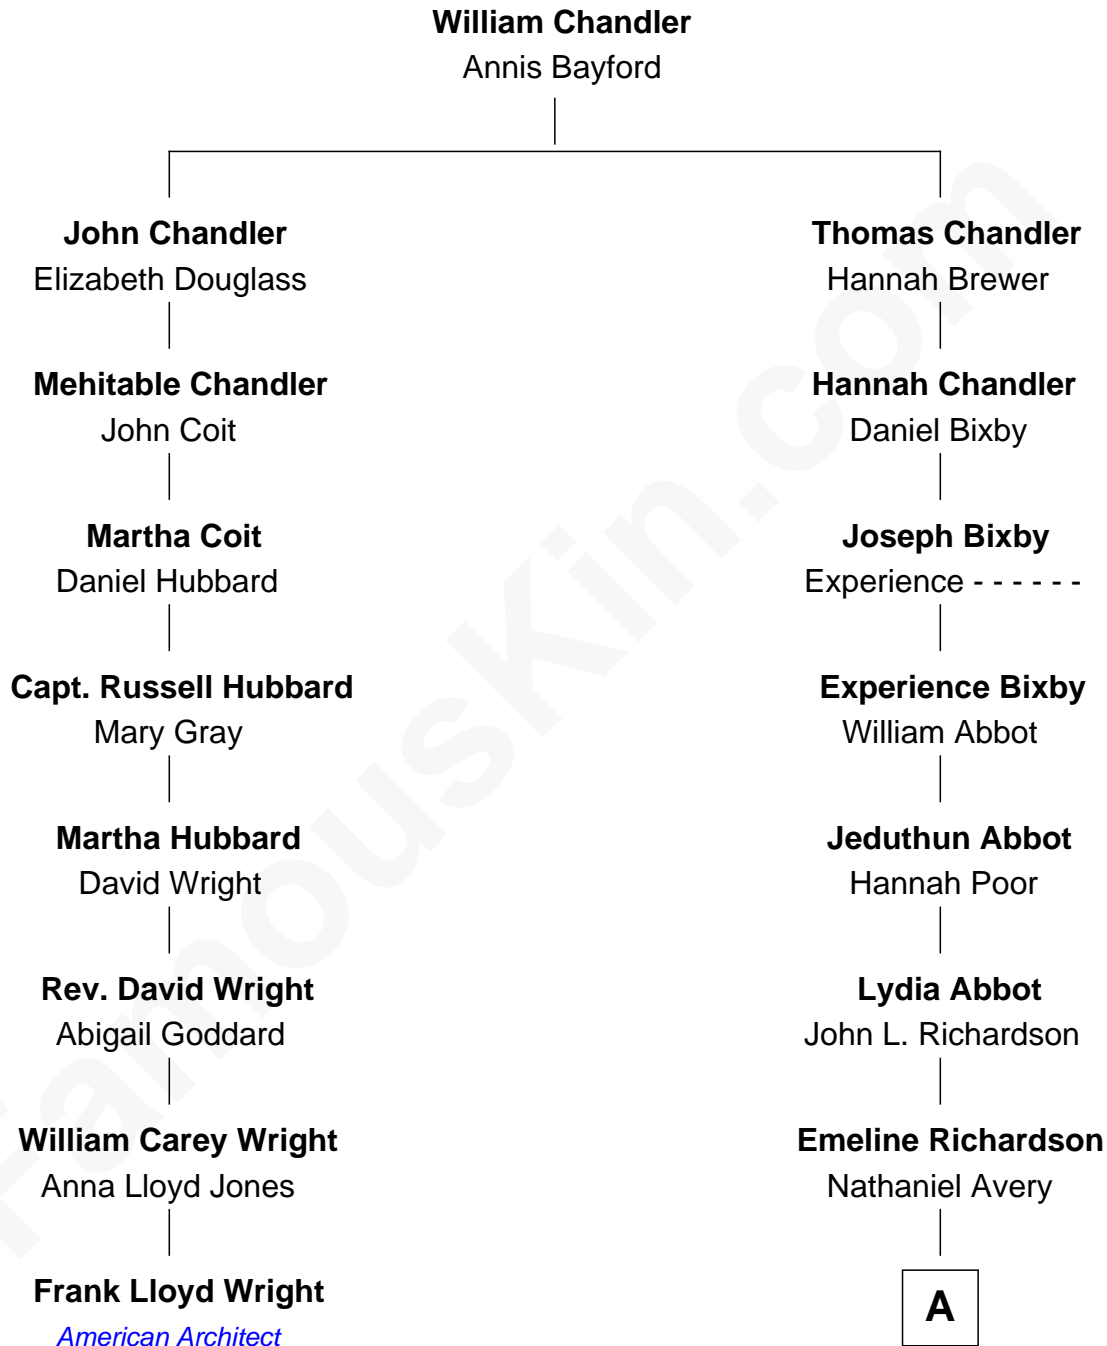 William Chandler
Annis Bayford
John Chandler
Elizabeth Douglass
Thomas Chandler
Hannah Brewer
Mehitable Chandler
John Coit
Hannah Chandler
Daniel Bixby
Martha Coit
Daniel Hubbard
Joseph Bixby
Experience - - - - - -
Capt. Russell Hubbard
Mary Gray
Experience Bixby
William Abbot
Martha Hubbard
David Wright
Jeduthun Abbot
Hannah Poor
Rev. David Wright
Abigail Goddard
Lydia Abbot
John L. Richardson
William Carey Wright
Anna Lloyd Jones
Emeline Richardson
Nathaniel Avery
Frank Lloyd Wright
American Architect
A
FamousKin.com